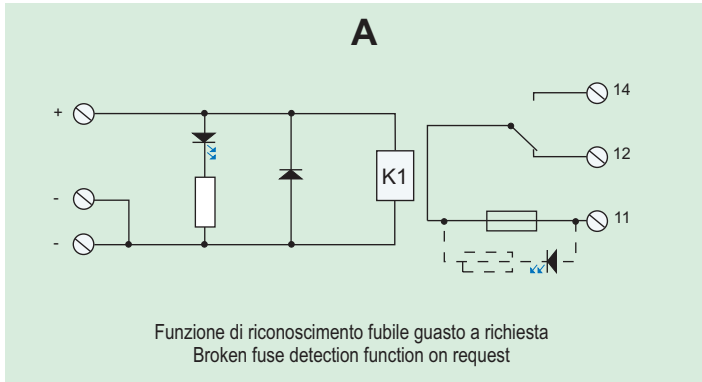 A
+
14
12
-
K1
11
-
Funzione di riconoscimento fubile guasto a richiesta
Broken fuse detection function on request